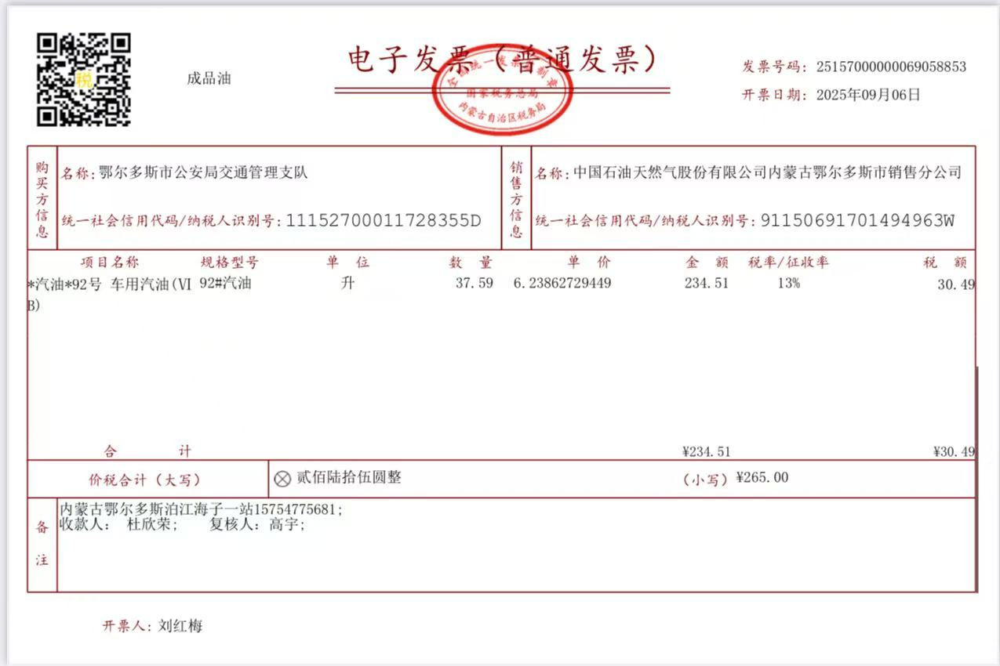 电子发票（普通发票）
全国统一发票监制章
国家税务总局
内蒙古自治区税务局
税
成品油
发票号码：25157000000069058853
开票日期：2025年09月06日
购买方信息
名称：鄂尔多斯市公安局交通管理支队
统一社会信用代码/纳税人识别号：11152700011728355D
销售方信息
名称：中国石油天然气股份有限公司内蒙古鄂尔多斯市销售分公司
统一社会信用代码/纳税人识别号：91150691701494963W
项目名称 规格型号 单 位 数 量 单 价 金 额 税率/征收率 税 额
*汽油*92号 车用汽油(VI 92#汽油 升 37.59 6.23862729449 234.51 13% 30.49
B)
合 计 ¥234.51 ¥30.49
价税合计（大写） ⊗ 贰佰陆拾伍圆整 （小写）¥265.00
备注
内蒙古鄂尔多斯泊江海子一站15754775681;
收款人： 杜欣荣; 复核人：高宇;
开票人：刘红梅